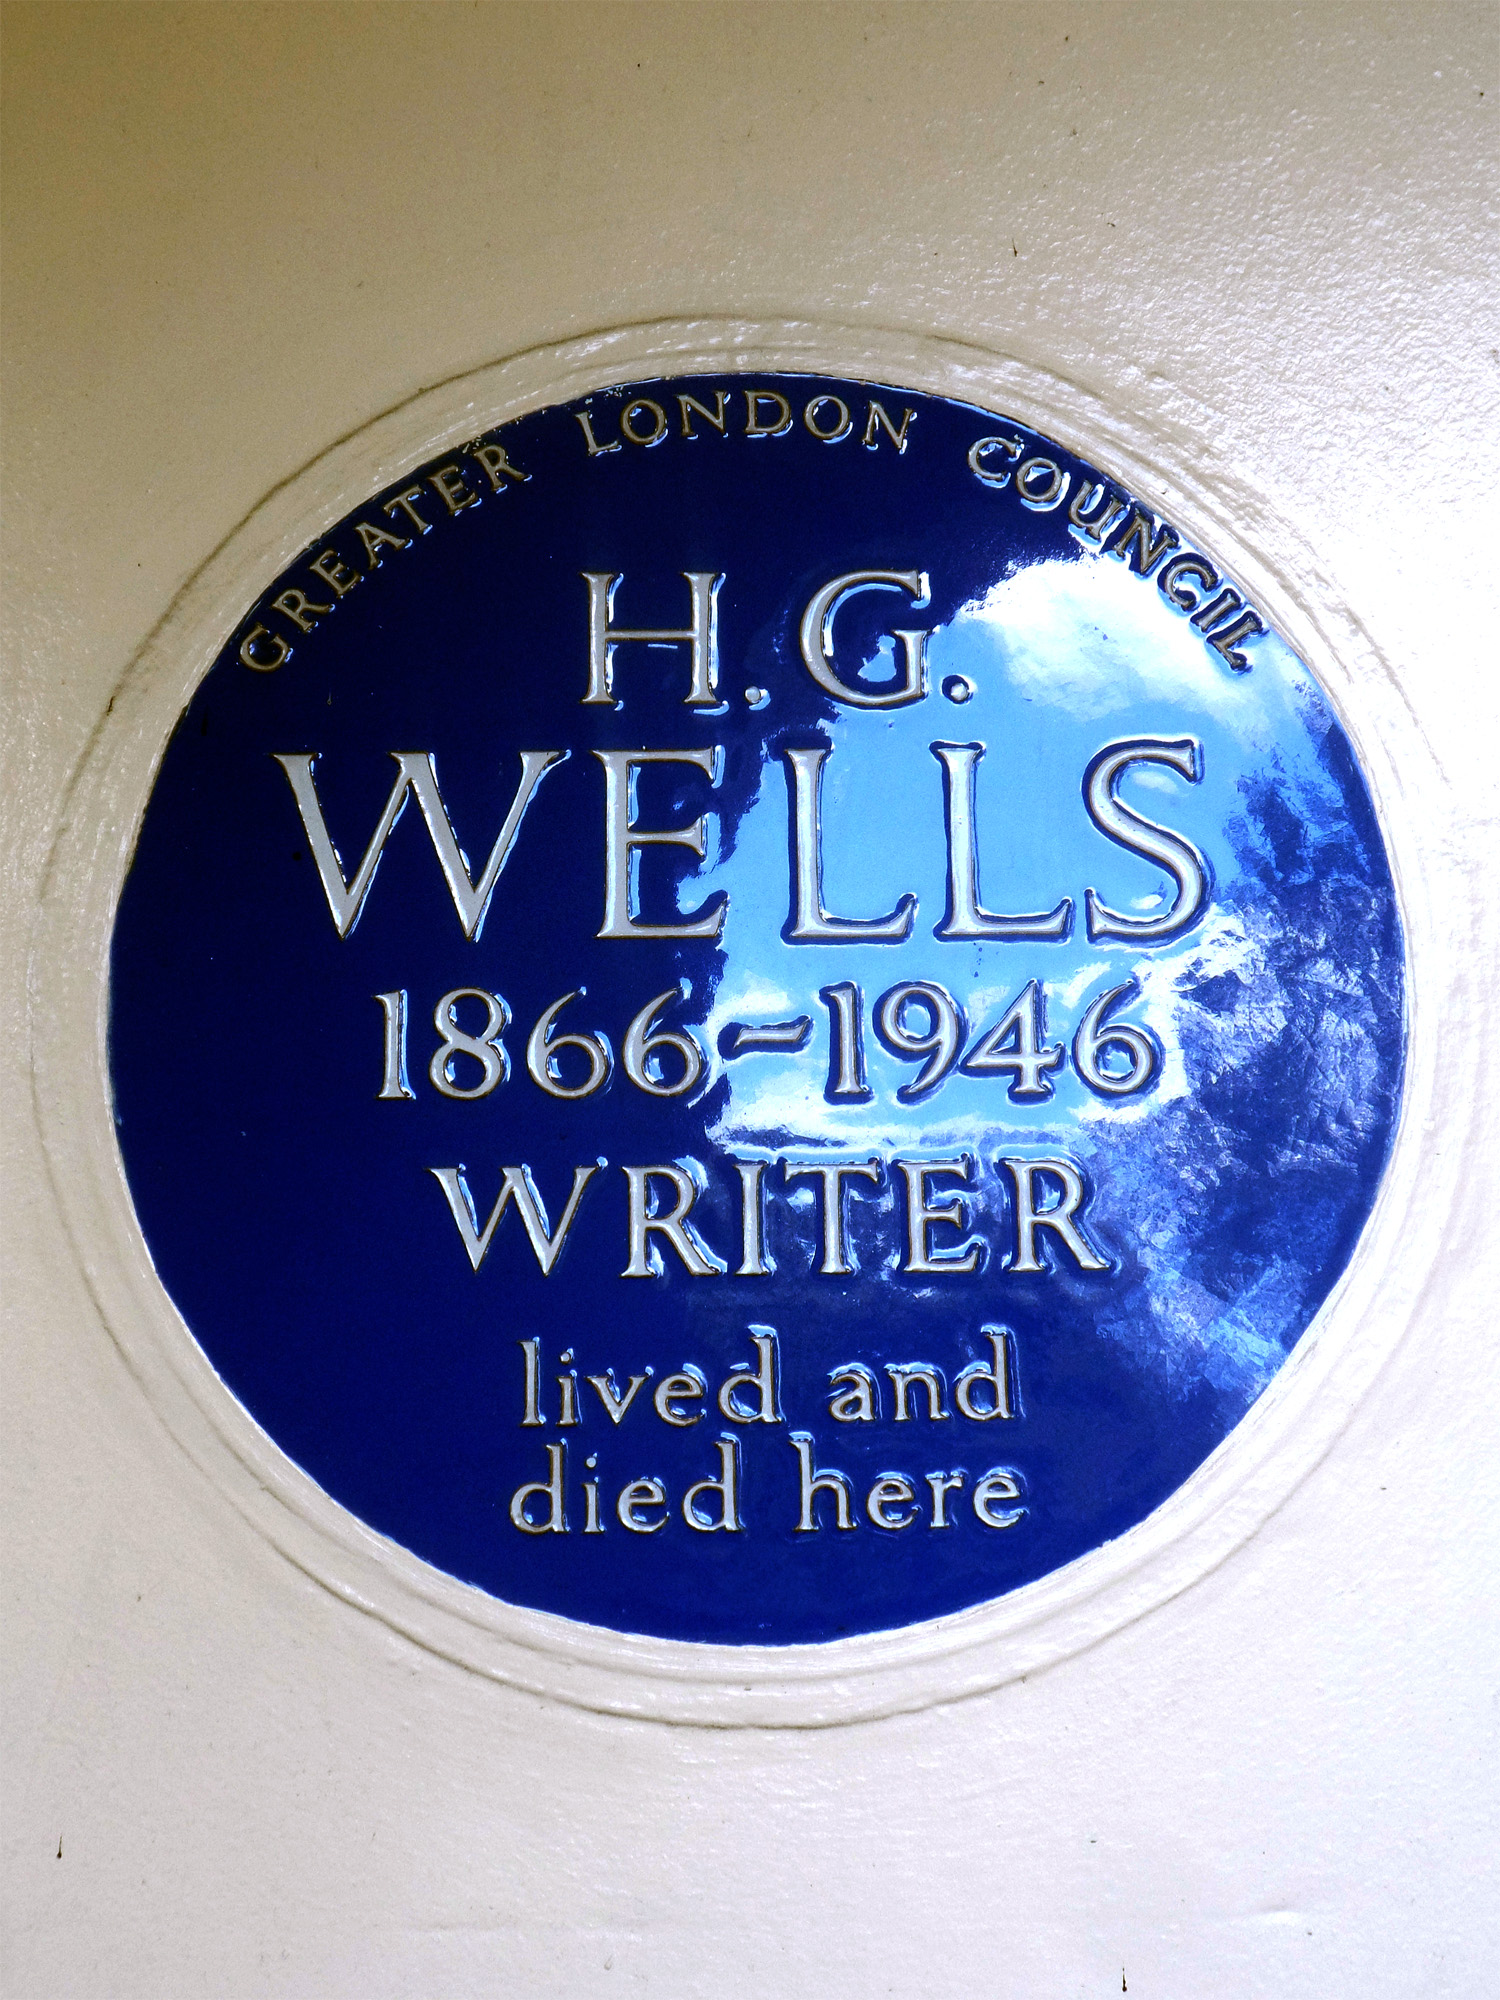 GREATER LONDON COUNCIL
H.G.
WELLS
1866-1946
WRITER
lived and
died here